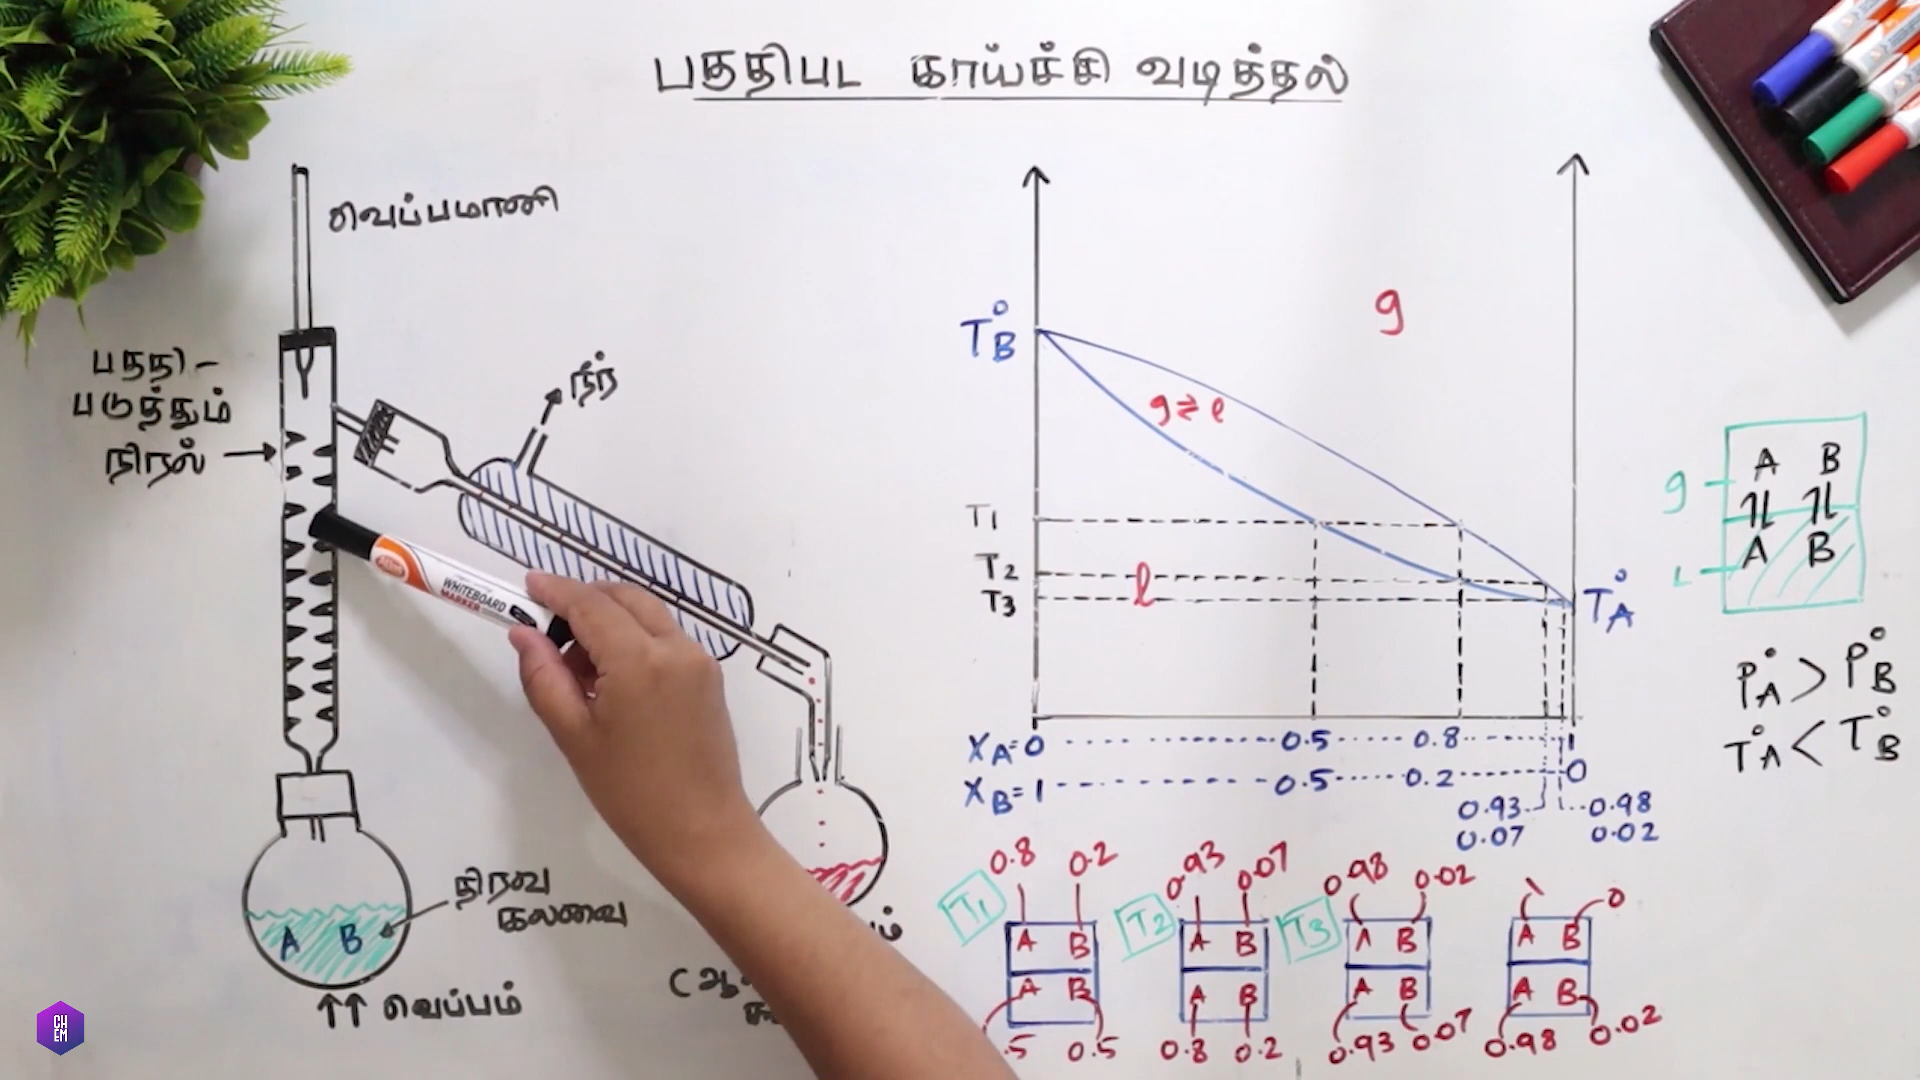 பகுதிபட காய்ச்சி வடித்தல்
வெப்பமானி
பகுதி-
படுத்தும்
நிரல்
நீர்
நிரவ
கலவை
A B
↑↑ வெப்பம்
WHITEBOARD
MARKER
CH
EM
T°B
g
g⇌l
T1
T2
T3
l
T°A
XA=0 0.5 0.8 1
XB=1 0.5 0.2 0
0.93 0.98
0.07 0.02
g
A B
⇌ ⇌
A B
L
P°A > P°B
T°A < T°B
T1
0.8 0.2
A B
A B
.5 0.5
T2
0.93 0.07
A B
A B
0.8 0.2
T3
0.98 0.02
A B
A B
0.93 0.07
0
A B
A B
0.98 0.02